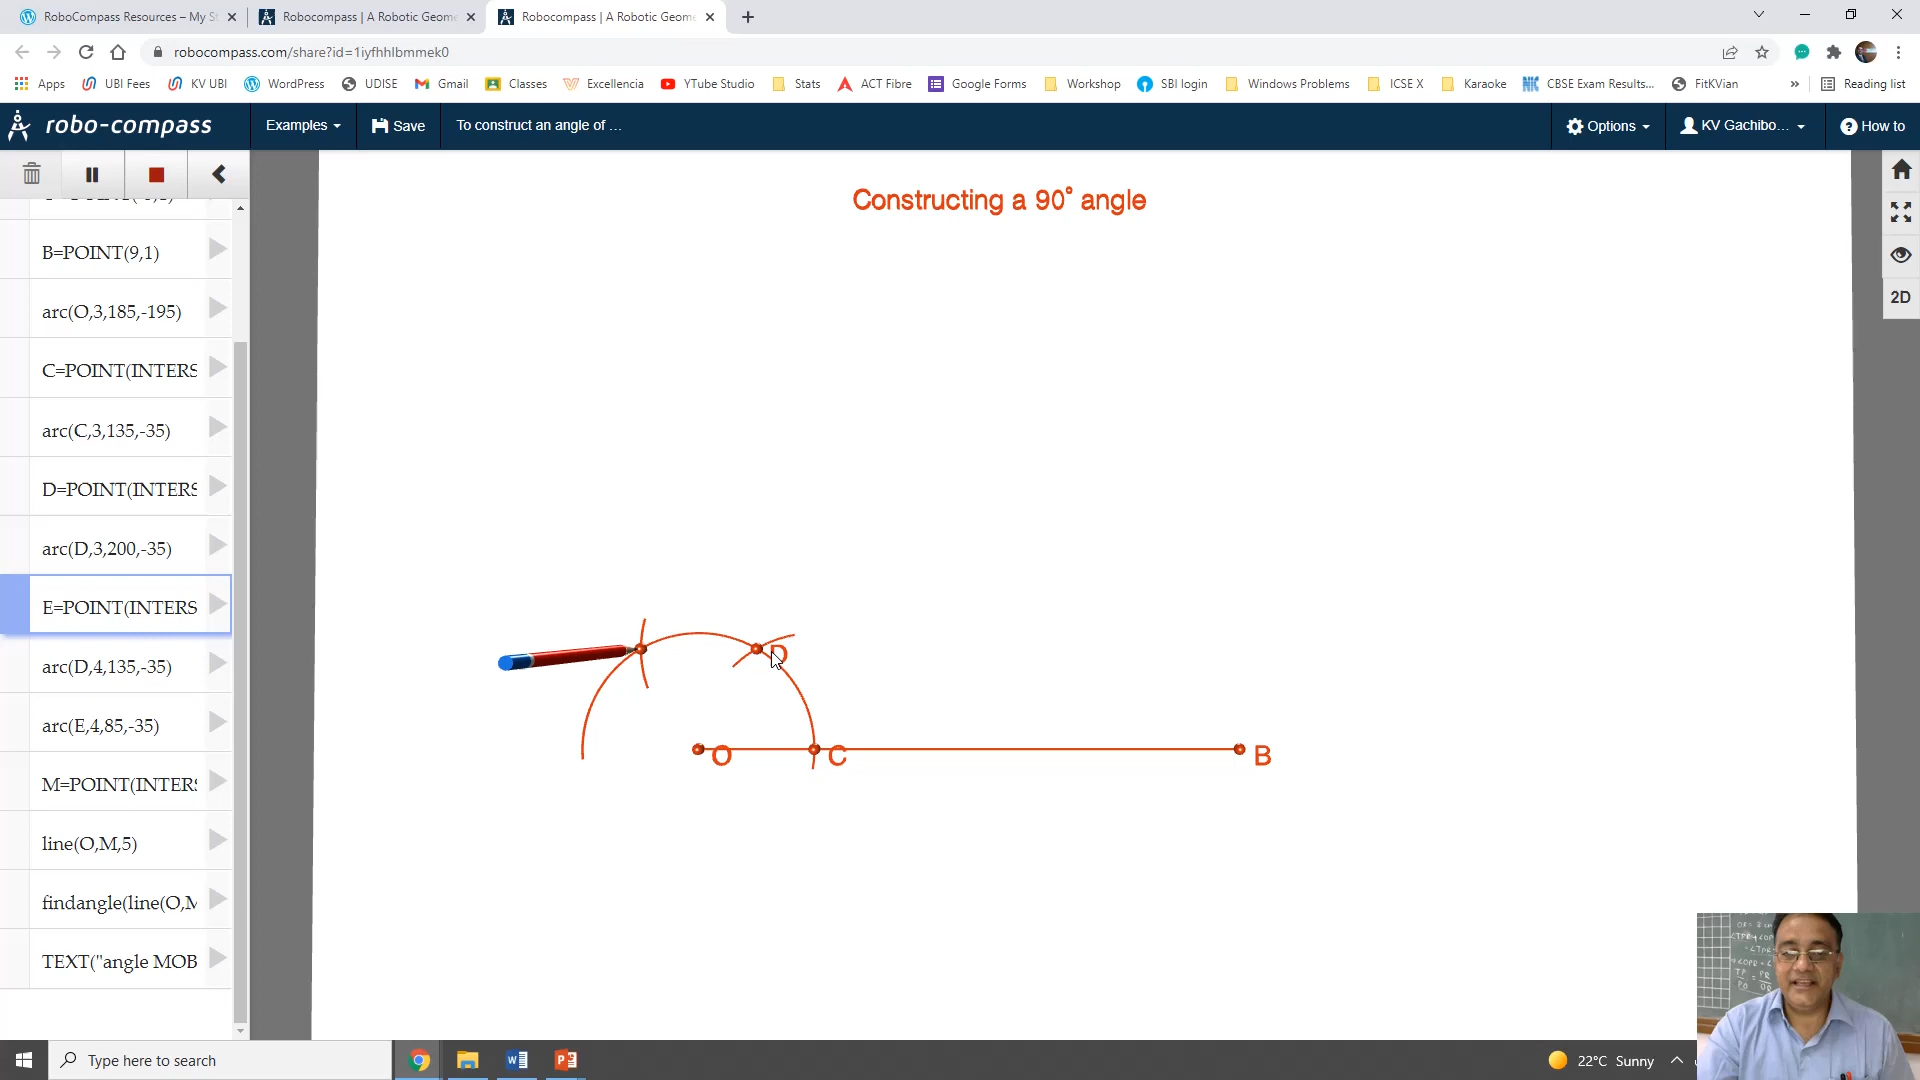 RoboCompass Resources – My St
Robocompass | A Robotic Geome
Robocompass | A Robotic Geome
robocompass.com/share?id=1iyfhhlbmmek0
Apps
UBI Fees
KV UBI
WordPress
UDISE
Gmail
Classes
Excellencia
YTube Studio
Stats
ACT Fibre
Google Forms
Workshop
SBI login
Windows Problems
ICSE X
Karaoke
CBSE Exam Results...
FitKVian
»
Reading list
robo-compass
Examples
Save
To construct an angle of ...
Options
KV Gachibo...
How to
Constructing a 90° angle
2D
B=POINT(9,1)
arc(O,3,185,-195)
C=POINT(INTERS
arc(C,3,135,-35)
D=POINT(INTERS
arc(D,3,200,-35)
E=POINT(INTERS
arc(D,4,135,-35)
arc(E,4,85,-35)
M=POINT(INTERS
line(O,M,5)
findangle(line(O,M
TEXT("angle MOB
D
O
C
B
Type here to search
22°C Sunny